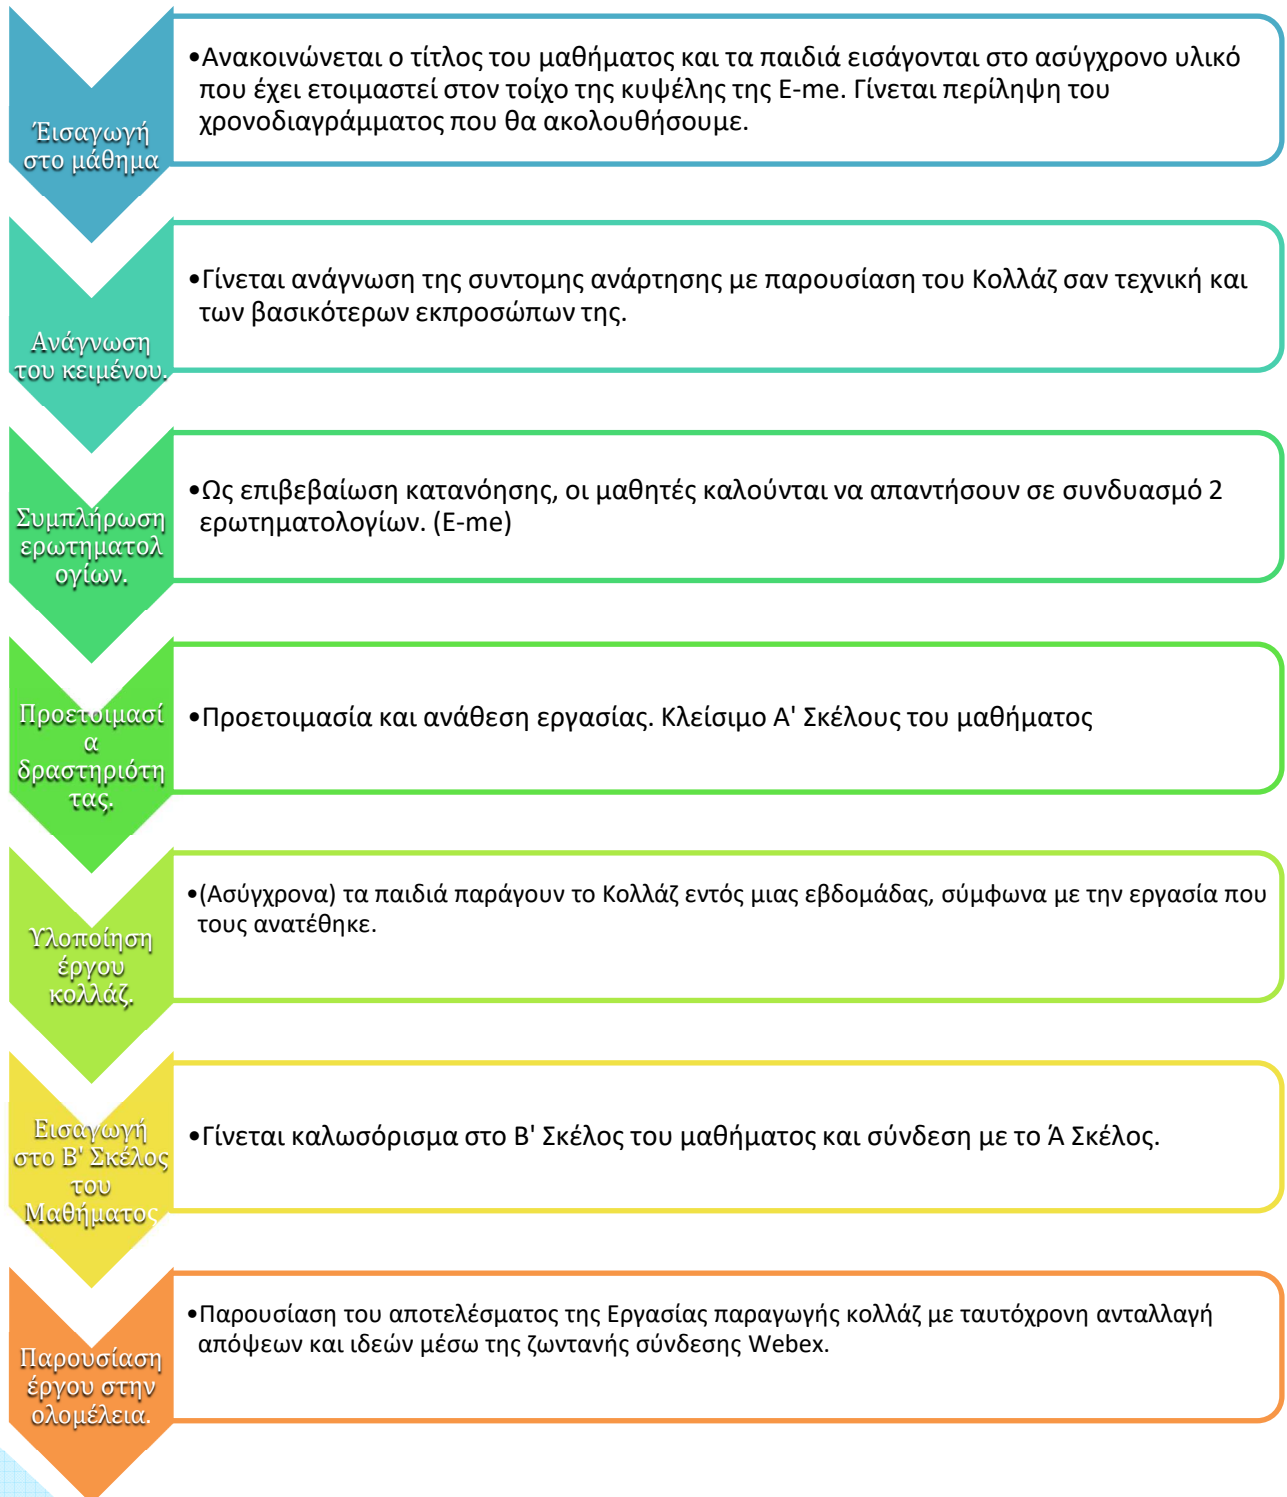 Έισαγωγή
στο μάθημα
•Ανακοινώνεται ο τίτλος του μαθήματος και τα παιδιά εισάγονται στο ασύγχρονο υλικό
που έχει ετοιμαστεί στον τοίχο της κυψέλης της E-me. Γίνεται περίληψη του
χρονοδιαγράμματος που θα ακολουθήσουμε.
Ανάγνωση
του κειμένου.
•Γίνεται ανάγνωση της συντομης ανάρτησης με παρουσίαση του Κολλάζ σαν τεχνική και
των βασικότερων εκπροσώπων της.
Συμπλήρωση
ερωτηματολ
ογίων.
•Ως επιβεβαίωση κατανόησης, οι μαθητές καλούνται να απαντήσουν σε συνδυασμό 2
ερωτηματολογίων. (E-me)
Προετοιμασί
α
δραστηριότη
τας.
•Προετοιμασία και ανάθεση εργασίας. Κλείσιμο Α' Σκέλους του μαθήματος
Υλοποίηση
έργου
κολλάζ.
•(Ασύγχρονα) τα παιδιά παράγουν το Κολλάζ εντός μιας εβδομάδας, σύμφωνα με την εργασία που
τους ανατέθηκε.
Εισαγωγή
στο Β' Σκέλος
του
Μαθήματος
•Γίνεται καλωσόρισμα στο Β' Σκέλος του μαθήματος και σύνδεση με το Ά Σκέλος.
Παρουσίαση
έργου στην
ολομέλεια.
•Παρουσίαση του αποτελέσματος της Εργασίας παραγωγής κολλάζ με ταυτόχρονη ανταλλαγή
απόψεων και ιδεών μέσω της ζωντανής σύνδεσης Webex.